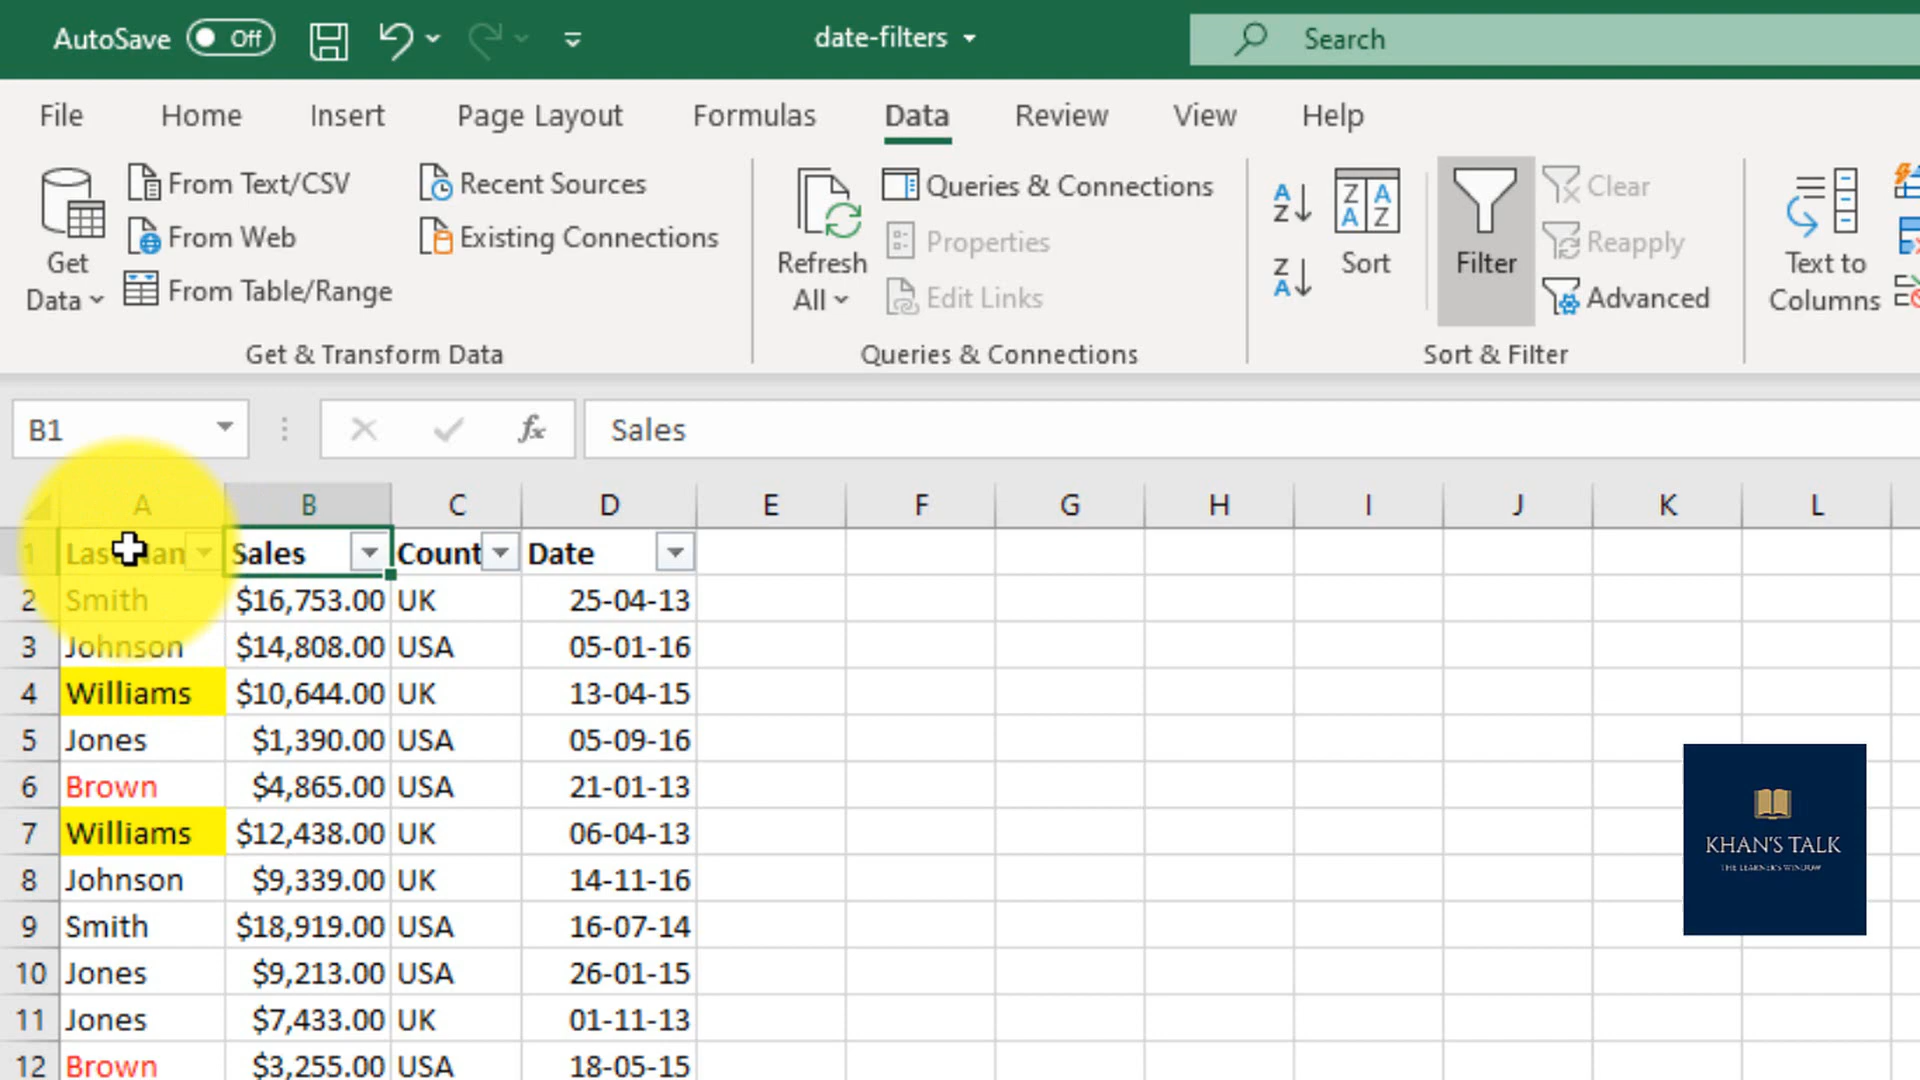 AutoSave Off date-filters Search
File Home Insert Page Layout Formulas Data Review View Help
Get Data
From Text/CSV
From Web
From Table/Range
Recent Sources
Existing Connections
Get & Transform Data
Refresh All
Queries & Connections
Properties
Edit Links
Queries & Connections
A Z
Z A
Z A A Z
Sort
Filter
Clear
Reapply
Advanced
Sort & Filter
Text to Columns
B1 fx Sales
A B C D E F G H I J K L
1 Sales Count Date
2 Smith $16,753.00 UK 25-04-13
3 Johnson $14,808.00 USA 05-01-16
4 Williams $10,644.00 UK 13-04-15
5 Jones $1,390.00 USA 05-09-16
6 Brown $4,865.00 USA 21-01-13
7 Williams $12,438.00 UK 06-04-13
8 Johnson $9,339.00 UK 14-11-16
9 Smith $18,919.00 USA 16-07-14
10 Jones $9,213.00 USA 26-01-15
11 Jones $7,433.00 UK 01-11-13
12 Brown $3,255.00 USA 18-05-15
KHAN'S TALK
THE LEARNER'S WINDOW